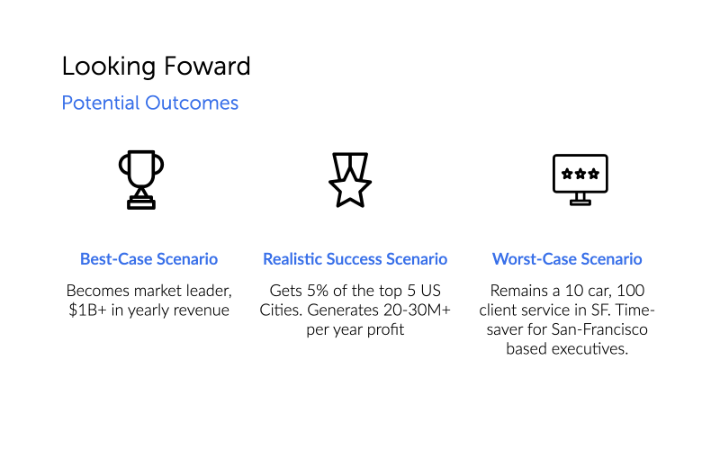 Looking Foward
Potential Outcomes
Best-Case Scenario
Becomes market leader,
$1B+ in yearly revenue
Realistic Success Scenario
Gets 5% of the top 5 US
Cities. Generates 20-30M+
per year profit
Worst-Case Scenario
Remains a 10 car, 100
client service in SF. Time-
saver for San-Francisco
based executives.